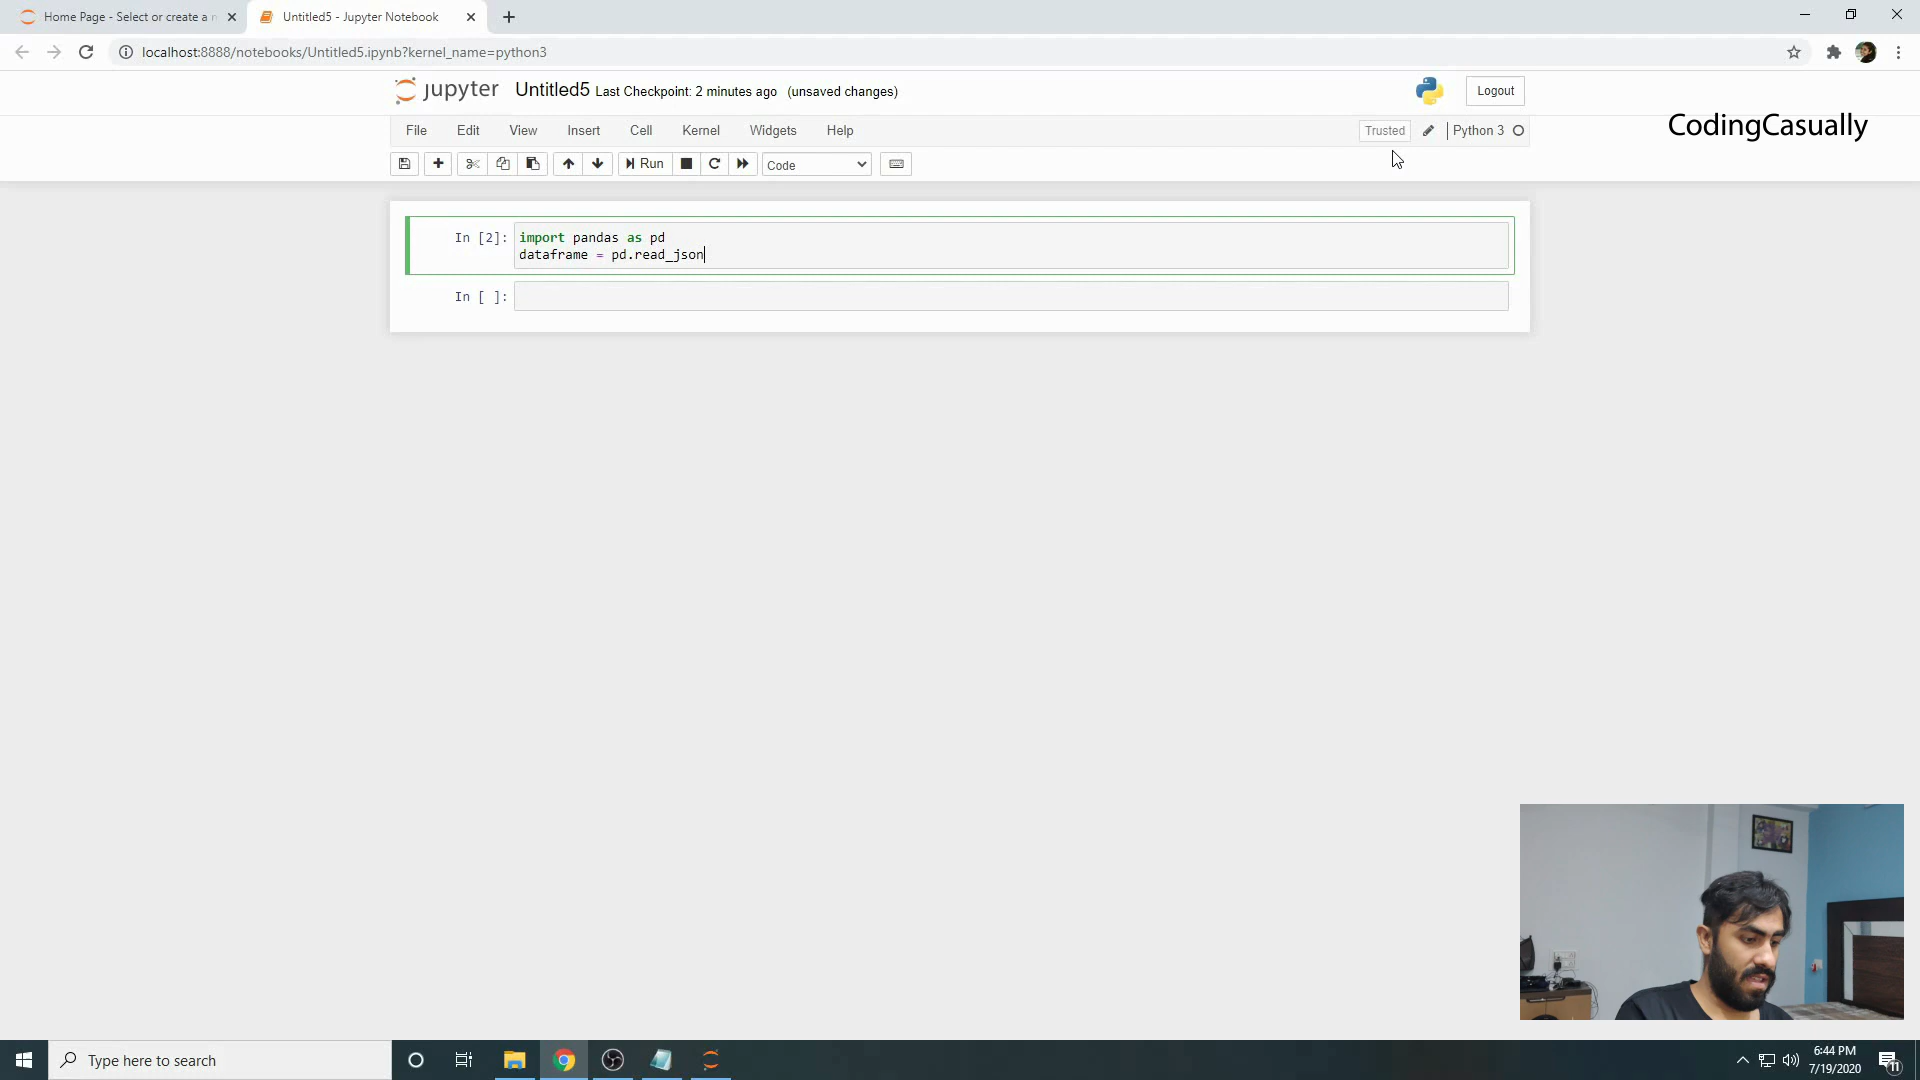 Home Page - Select or create a n
Untitled5 - Jupyter Notebook
localhost:8888/notebooks/Untitled5.ipynb?kernel_name=python3
jupyter Untitled5 Last Checkpoint: 2 minutes ago (unsaved changes)
Logout
File Edit View Insert Cell Kernel Widgets Help
Trusted
Python 3
CodingCasually
Run
Code
In [2]: import pandas as pd
dataframe = pd.read_json
In [ ]:
Type here to search
6:44 PM
7/19/2020
11